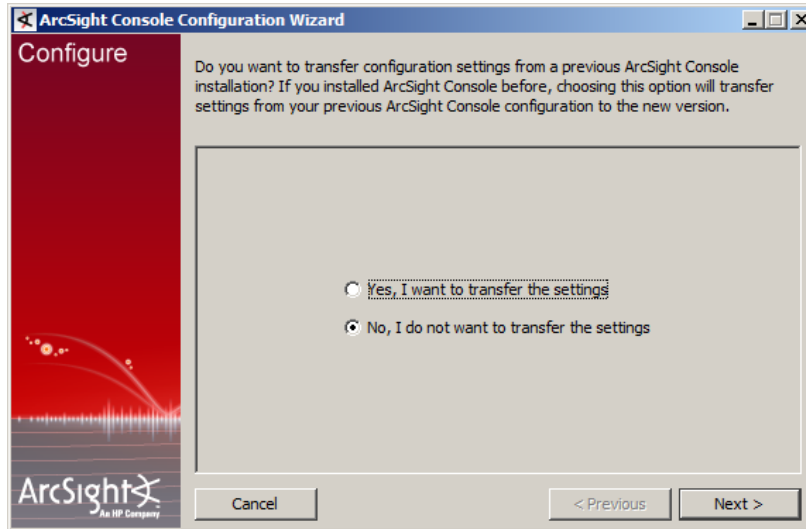 ArcSight Console Configuration Wizard
Configure
Do you want to transfer configuration settings from a previous ArcSight Console
installation? If you installed ArcSight Console before, choosing this option will transfer
settings from your previous ArcSight Console configuration to the new version.
Yes, I want to transfer the settings
No, I do not want to transfer the settings
ArcSight
An HP Company
Cancel
< Previous
Next >